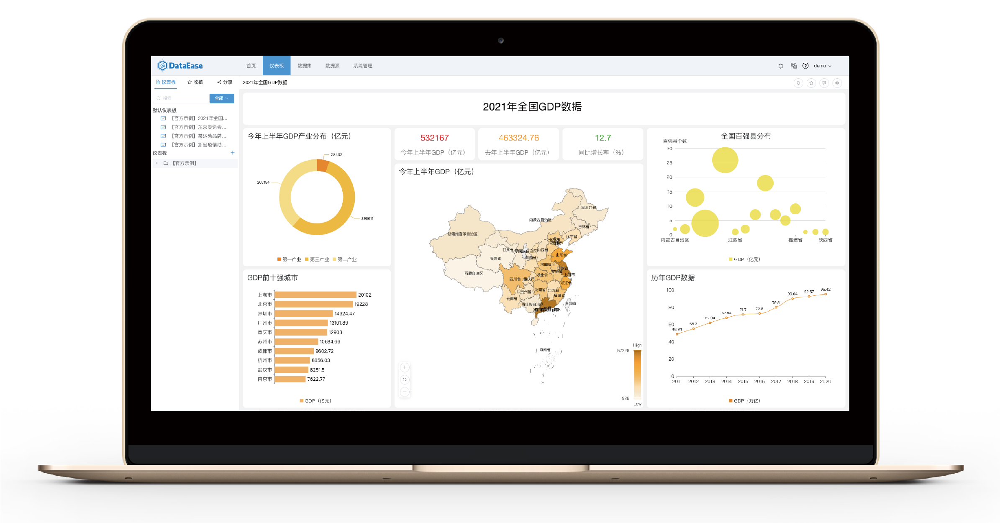 DataEase
首页 仪表板 数据集 数据源 系统管理
demo
仪表板 收藏 分享
2021年全国GDP数据
搜索
全部
默认仪表板
【官方示例】2021年全国...
【官方示例】东京奥运会...
【官方示例】某运动品牌...
【官方示例】新冠疫情动...
仪表板
【官方示例】
2021年全国GDP数据
今年上半年GDP产业分布（亿元）
28402
207154
296611
第一产业 第三产业 第二产业
532167
今年上半年GDP（亿元）
463324.76
去年上半年GDP（亿元）
12.7
同比增长率（%）
全国百强县分布
百强县个数
30
25
20
15
10
5
0
内蒙古自治区 江西省 福建省 陕西省
GDP（亿元）
GDP前十强城市
上海市 20102
北京市 19228
深圳市 14324.47
广州市 13101.89
重庆市 12903
苏州市 10684.66
成都市 9602.72
杭州市 8656.03
武汉市 8251.5
南京市 7622.77
GDP（亿元）
今年上半年GDP（亿元）
黑龙江省
内蒙古自治区
吉林省
新疆维吾尔自治区
辽宁省
北京市
甘肃省
宁夏回族自治区
山西省
山东省
青海省
陕西省
河南省
江苏省
安徽省
西藏自治区
湖北省
上海市
四川省
重庆市
浙江省
湖南省
江西省
贵州省
福建省
云南省
广西壮族自治区
台湾省
海南省
High
57226
926
Low
历年GDP数据
100
80
60
40
20
0
48.94
55.3
62.04
67.94
71.7
72.8
79.8
90.04
92.57
95.42
2011 2012 2013 2014 2015 2016 2017 2018 2019 2020
GDP（万亿）